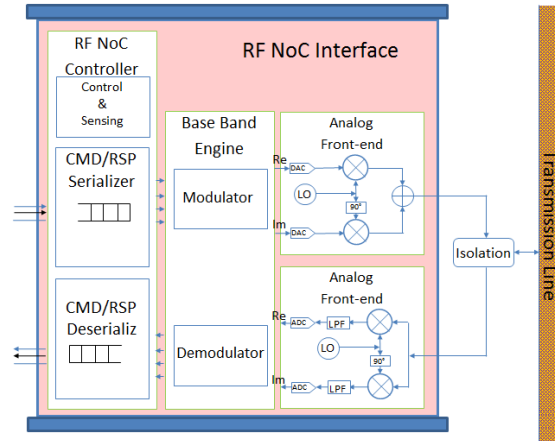 RF NoC Interface
RF NoC
Controller
Control
&
Sensing
CMD/RSP
Serializer
CMD/RSP
Deserializ
Base Band
Engine
Modulator
Demodulator
Analog
Front-end
Re
DAC
LO
90°
Im
DAC
Analog
Front-end
Re
ADC
LPF
LO
90°
Im
ADC
LPF
Isolation
Transmission Line